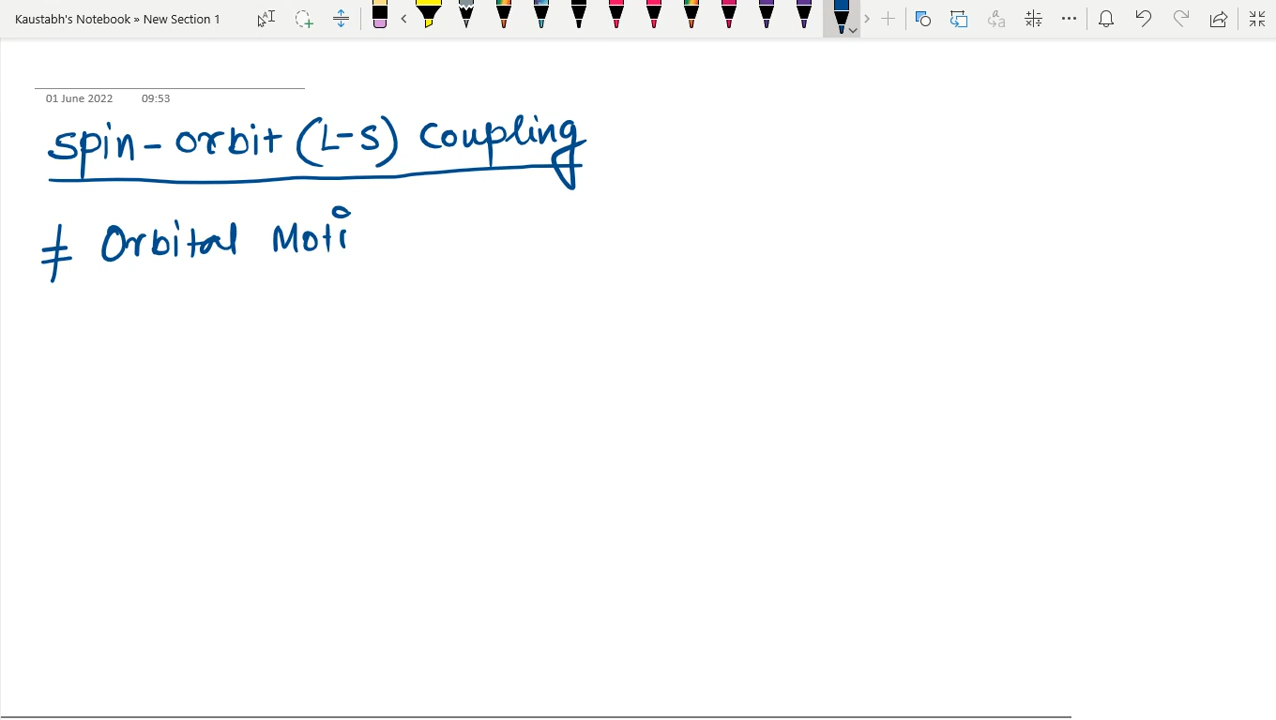 Kaustabh's Notebook » New Section 1
01 June 2022 09:53
Spin-orbit (L-S) Coupling
# Orbital Moti